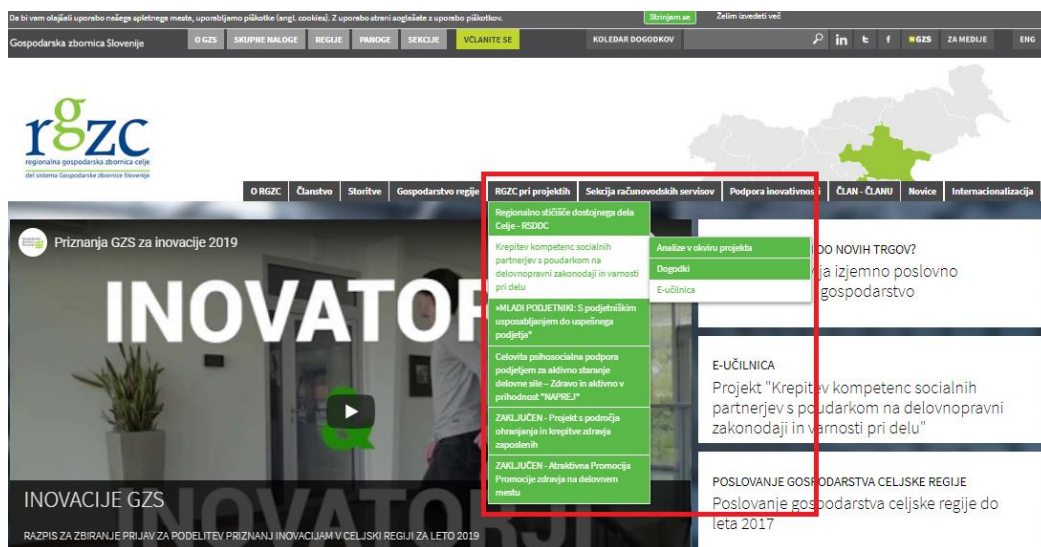 Da bi vam olajšali uporabo našega spletnega mesta, uporabljamo piškotke (angl. cookies). Z uporabo strani soglašate z uporabo piškotkov.
Strinjam se
Želim izvedeti več
Gospodarska zbornica Slovenije
O GZS
SKUPNE NALOGE
REGIJE
PANOGE
SEKCIJE
VČLANITE SE
KOLEDAR DOGODKOV
in
t
f
GZS
ZA MEDIJE
ENG
rgzc
regionalna gospodarska zbornica celje
del sistema Gospodarske zbornice Slovenije
O RGZC
Članstvo
Storitve
Gospodarstvo regije
RGZC pri projektih
Sekcija računovodskih servisov
Podpora inovativnosti
ČLAN - ČLANU
Novice
Internacionalizacija
Priznanja GZS za inovacije 2019
INOVATORJ
INOVATORJI
INOVACIJE GZS
RAZPIS ZA ZBIRANJE PRIJAV ZA PODELITEV PRIZNANJ INOVACIJAM V CELJSKI REGIJI ZA LETO 2019
Regionalno stičišče dostojnega dela
Celje - RSDDC
Krepitev kompetenc socialnih
partnerjev s poudarkom na
delovnopravni zakonodaji in varnosti
pri delu
»MLADI PODJETNIKI: S podjetniškim
usposabljanjem do uspešnega
podjetja"
Celovita psihosocialna podpora
podjetjem za aktivno staranje
delovne sile – Zdravo in aktivno v
prihodnost "NAPREJ"
ZAKLJUČEN - Projekt s področja
ohranjanja in krepitve zdravja
zaposlenih
ZAKLJUČEN - Atraktivna Promocija
Promocije zdravja na delovnem
mestu
Analize v okviru projekta
Dogodki
E-učilnica
DO NOVIH TRGOV?
ja izjemno poslovno
gospodarstvo
E-UČILNICA
Projekt "Krepitev kompetenc socialnih
partnerjev s poudarkom na delovnopravni
zakonodaji in varnosti pri delu"
POSLOVANJE GOSPODARSTVA CELJSKE REGIJE
Poslovanje gospodarstva celjske regije do
leta 2017